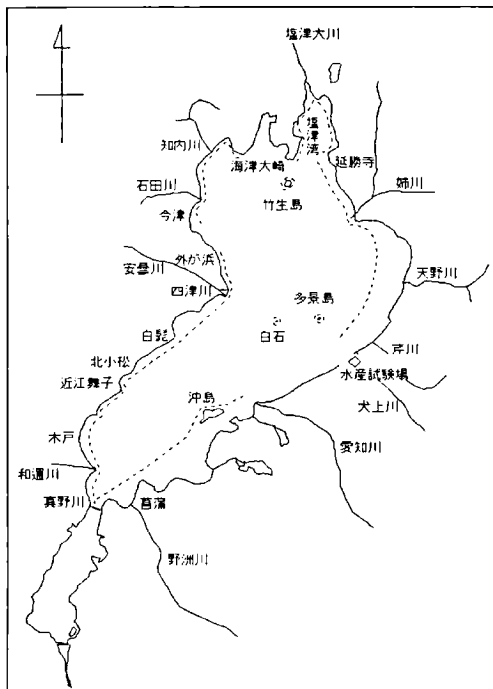 塩津大川
塩津湾
知内川
海津大崎
延勝寺
石田川
竹生島
姉川
今津
外が浜
安曇川
天野川
四津川
多景島
白髭
白石
芹川
北小松
水産試験場
近江舞子
沖島
犬上川
木戸
愛知川
和邇川
真野川
菖蒲
野洲川